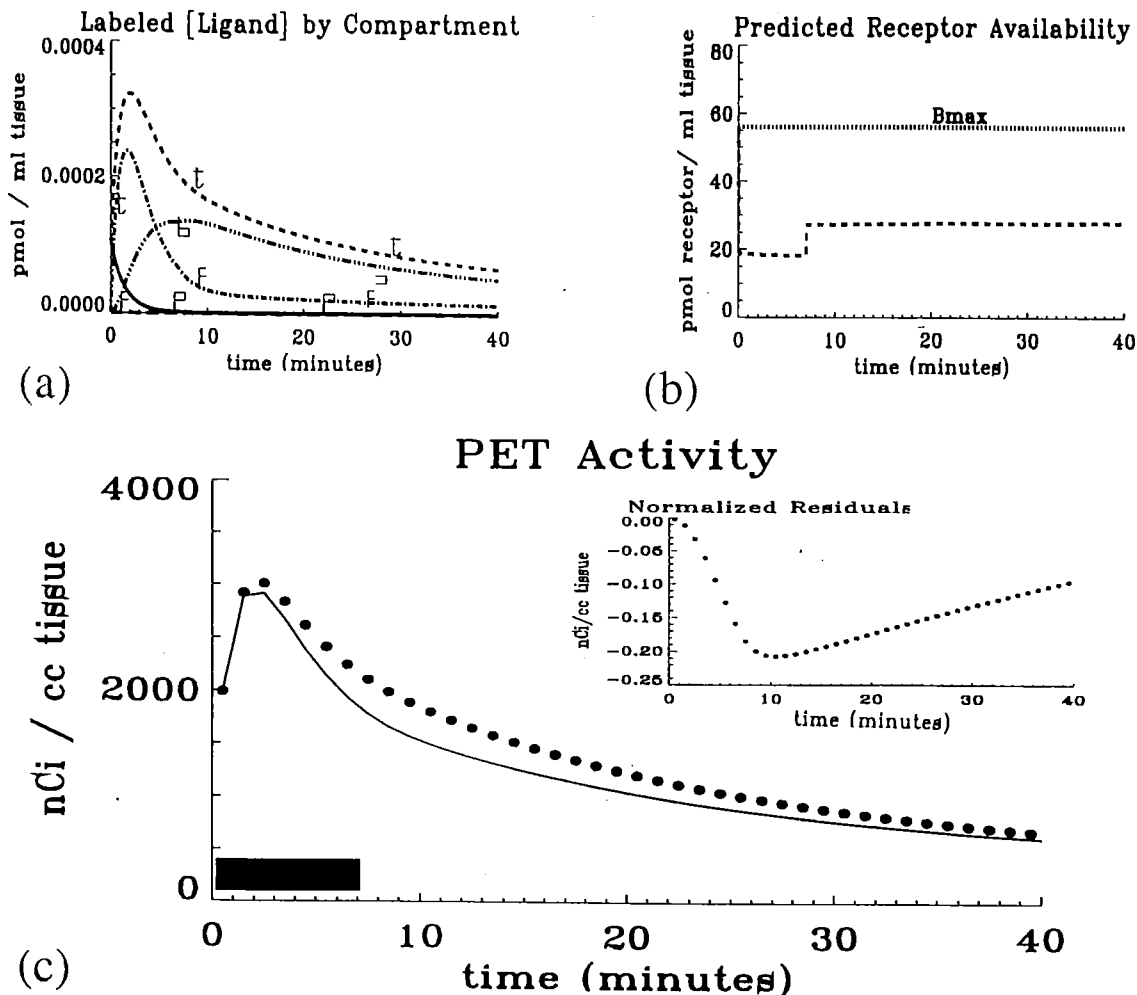 Labeled [Ligand] by Compartment
0.0004
0.0002
0.0000
pmol / ml tissue
t
t
t
b
f
f
p
p
0 10 20 30 40
time (minutes)
(a)
Predicted Receptor Availability
80
60
40
20
0
pmol receptor/ ml tissue
Bmax
0 10 20 30 40
time (minutes)
(b)
PET Activity
4000
2000
0
nCi / cc tissue
Normalized Residuals
0.00
-0.05
-0.10
-0.15
-0.20
-0.25
nCi/cc tissue
0 10 20 30 40
time (minutes)
0 10 20 30 40
time (minutes)
(c)